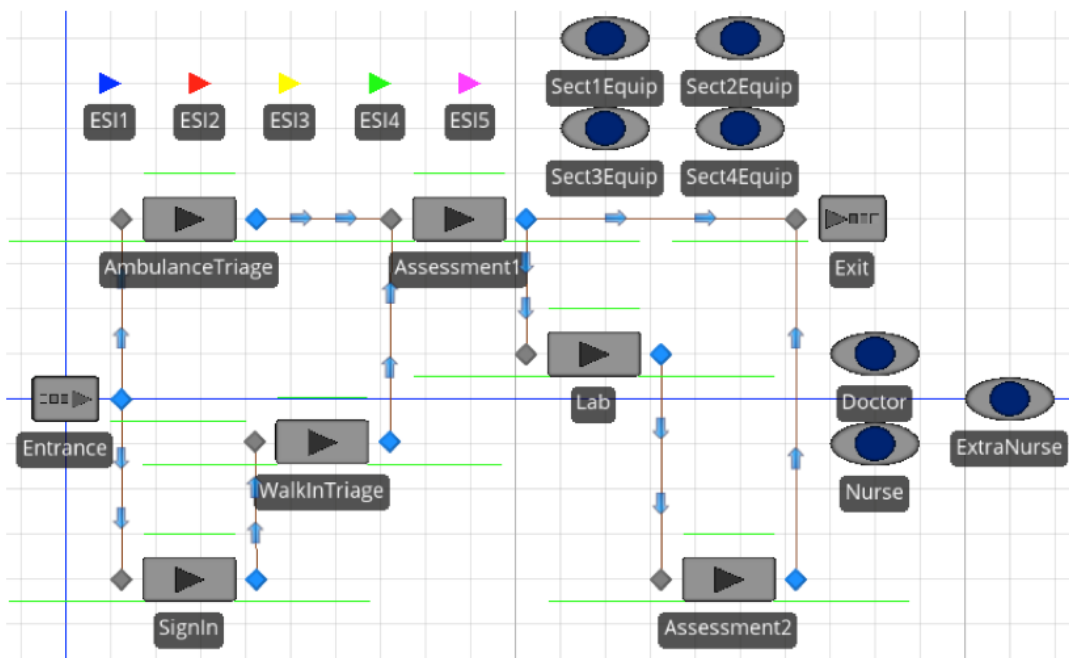 ESI1
ESI2
ESI3
ESI4
ESI5
Sect1Equip
Sect2Equip
Sect3Equip
Sect4Equip
AmbulanceTriage
Assessment1
Exit
Lab
Doctor
Entrance
ExtraNurse
WalkInTriage
Nurse
SignIn
Assessment2